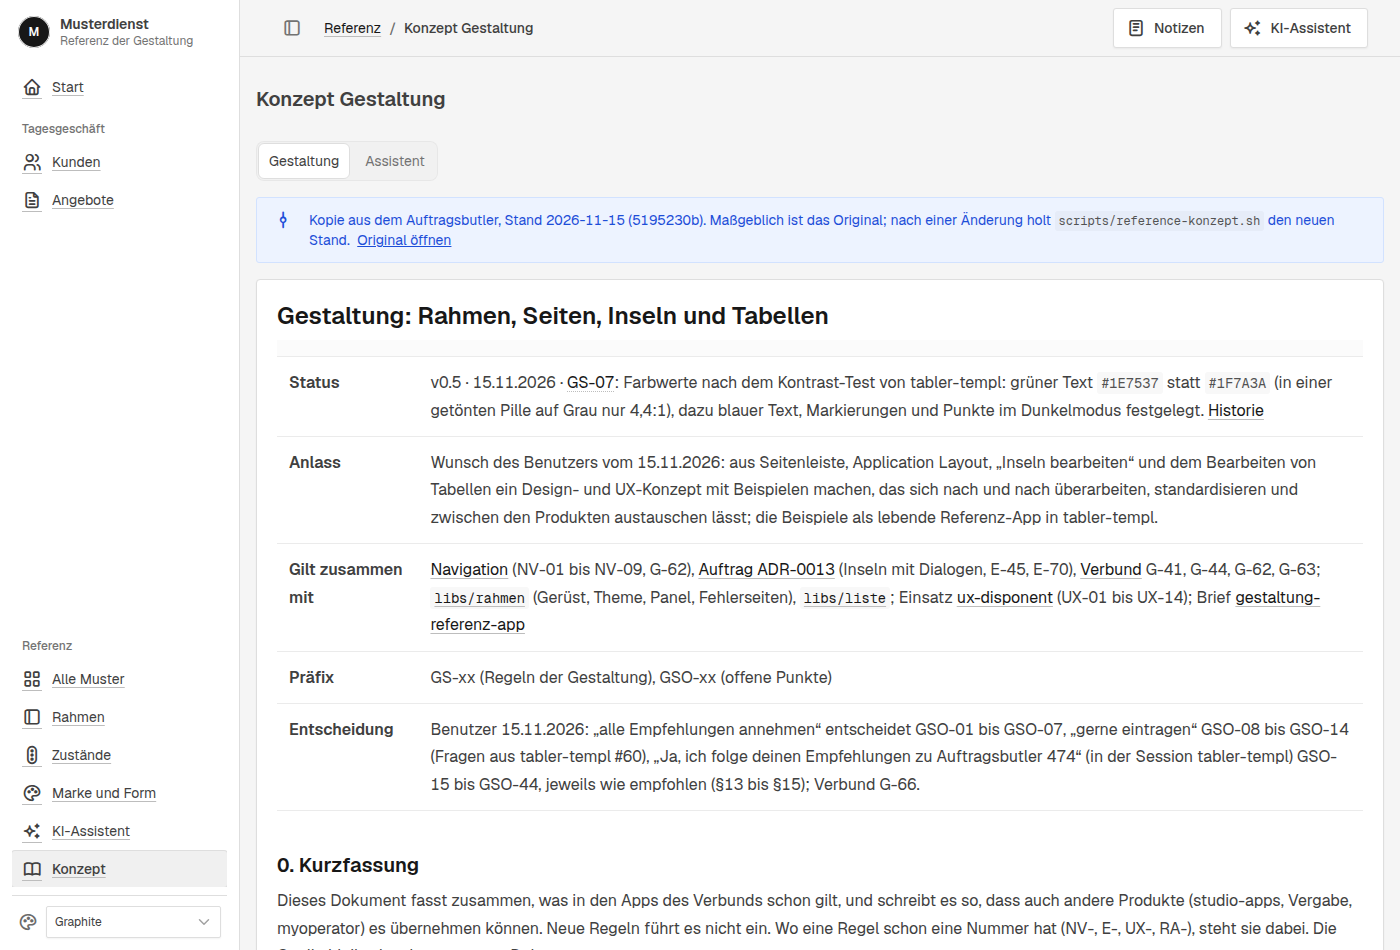 M
Musterdienst
Referenz der Gestaltung
Start
Tagesgeschäft
Kunden
Angebote
Referenz
Alle Muster
Rahmen
Zustände
Marke und Form
KI-Assistent
Konzept
Graphite
Referenz / Konzept Gestaltung
Notizen
KI-Assistent
Konzept Gestaltung
Gestaltung
Assistent
Kopie aus dem Auftragsbutler, Stand 2026-11-15 (5195230b). Maßgeblich ist das Original; nach einer Änderung holt scripts/reference-konzept.sh den neuen
Stand. Original öffnen
Gestaltung: Rahmen, Seiten, Inseln und Tabellen
Status
v0.5 · 15.11.2026 · GS-07: Farbwerte nach dem Kontrast-Test von tabler-templ: grüner Text #1E7537 statt #1F7A3A (in einer
getönten Pille auf Grau nur 4,4:1), dazu blauer Text, Markierungen und Punkte im Dunkelmodus festgelegt. Historie
Anlass
Wunsch des Benutzers vom 15.11.2026: aus Seitenleiste, Application Layout, „Inseln bearbeiten“ und dem Bearbeiten von
Tabellen ein Design- und UX-Konzept mit Beispielen machen, das sich nach und nach überarbeiten, standardisieren und
zwischen den Produkten austauschen lässt; die Beispiele als lebende Referenz-App in tabler-templ.
Gilt zusammen
mit
Navigation (NV-01 bis NV-09, G-62), Auftrag ADR-0013 (Inseln mit Dialogen, E-45, E-70), Verbund G-41, G-44, G-62, G-63;
libs/rahmen (Gerüst, Theme, Panel, Fehlerseiten), libs/liste ; Einsatz ux-disponent (UX-01 bis UX-14); Brief gestaltung-
referenz-app
Präfix
GS-xx (Regeln der Gestaltung), GSO-xx (offene Punkte)
Entscheidung
Benutzer 15.11.2026: „alle Empfehlungen annehmen“ entscheidet GSO-01 bis GSO-07, „gerne eintragen“ GSO-08 bis GSO-14
(Fragen aus tabler-templ #60), „Ja, ich folge deinen Empfehlungen zu Auftragsbutler 474“ (in der Session tabler-templ) GSO-
15 bis GSO-44, jeweils wie empfohlen (§13 bis §15); Verbund G-66.
0. Kurzfassung
Dieses Dokument fasst zusammen, was in den Apps des Verbunds schon gilt, und schreibt es so, dass auch andere Produkte (studio-apps, Vergabe,
myoperator) es übernehmen können. Neue Regeln führt es nicht ein. Wo eine Regel schon eine Nummer hat (NV-, E-, UX-, RA-), steht sie dabei. Die